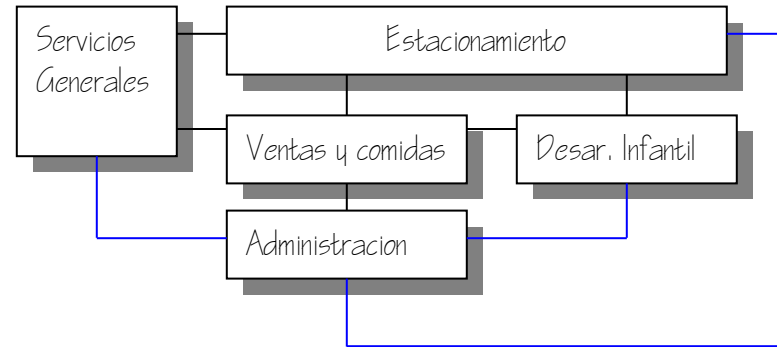 Servicios
Generales
Estacionamiento
Ventas y comidas
Desar. Infantil
Administracion